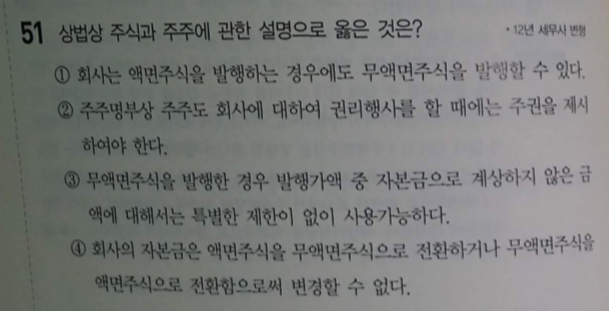 51 상법상 주식과 주주에 관한 설명으로 옳은 것은? • 12년 세무사 변형
① 회사는 액면주식을 발행하는 경우에도 무액면주식을 발행할 수 있다.
② 주주명부상 주주도 회사에 대하여 권리행사를 할 때에는 주권을 제시
하여야 한다.
③ 무액면주식을 발행한 경우 발행가액 중 자본금으로 계상하지 않은 금
액에 대해서는 특별한 제한이 없이 사용가능하다.
④ 회사의 자본금은 액면주식을 무액면주식으로 전환하거나 무액면주식을
액면주식으로 전환함으로써 변경할 수 없다.